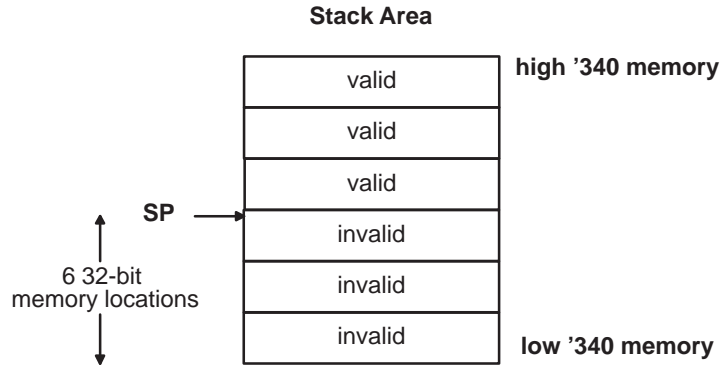 Stack Area
high ’340 memory
valid
valid
valid
SP
invalid
6 32-bit
memory locations
invalid
invalid
low ’340 memory